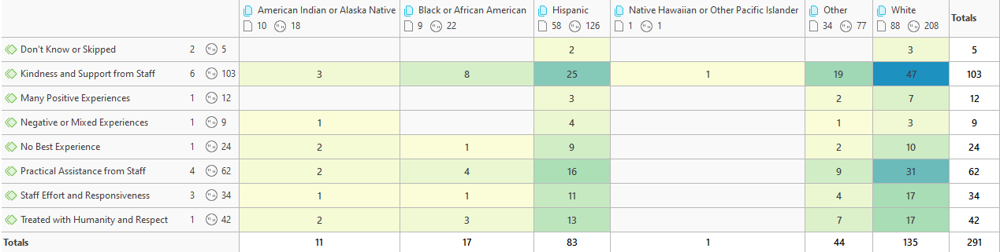 American Indian or Alaska Native Black or African American Hispanic Native Hawaiian or Other Pacific Islander Other White Totals
10 18 9 22 58 126 1 1 34 77 88 208
Don't Know or Skipped 2 5 2 3 5
Kindness and Support from Staff 6 103 3 8 25 1 19 47 103
Many Positive Experiences 1 12 3 2 7 12
Negative or Mixed Experiences 1 9 1 4 1 3 9
No Best Experience 1 24 2 1 9 2 10 24
Practical Assistance from Staff 4 62 2 4 16 9 31 62
Staff Effort and Responsiveness 3 34 1 1 11 4 17 34
Treated with Humanity and Respect 1 42 2 3 13 7 17 42
Totals 11 17 83 1 44 135 291